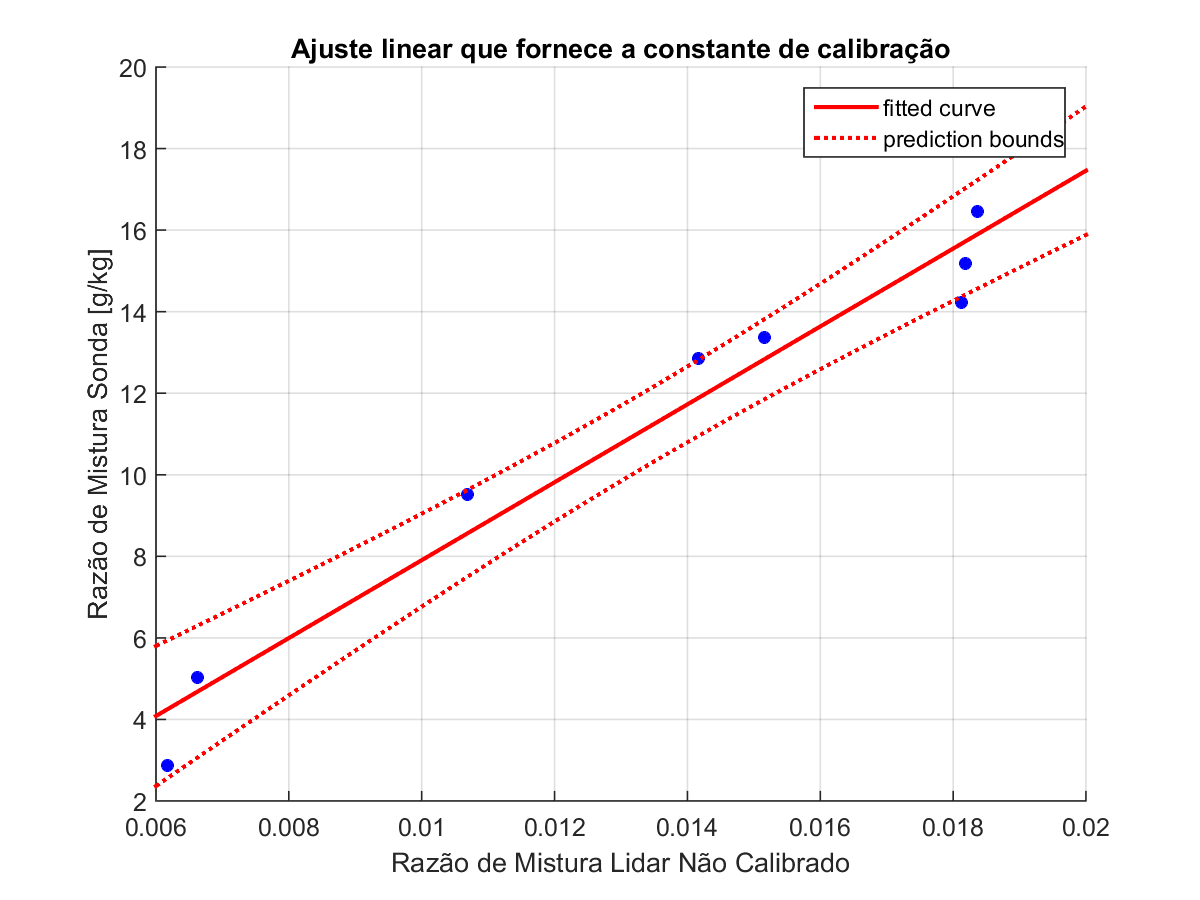 Ajuste linear que fornece a constante de calibração
fitted curve
prediction bounds
20
18
16
14
12
10
8
6
4
2
Razão de Mistura Sonda [g/kg]
0.006 0.008 0.01 0.012 0.014 0.016 0.018 0.02
Razão de Mistura Lidar Não Calibrado